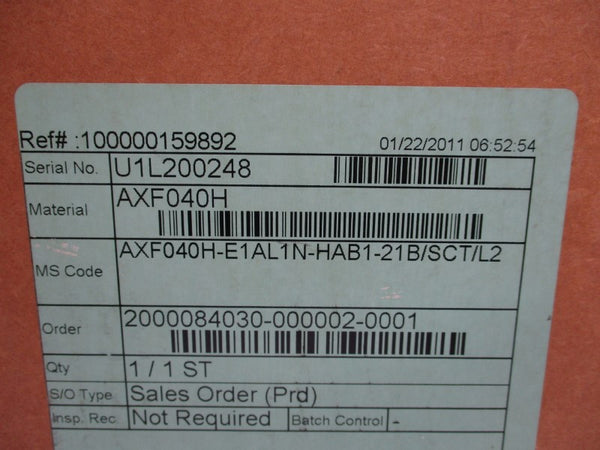 Ref# :100000159892 01/22/2011 06:52:54
Serial No. U1L200248
Material AXF040H
MS Code AXF040H-E1AL1N-HAB1-21B/SCT/L2
Order 2000084030-000002-0001
Qty 1 / 1 ST
S/O Type Sales Order (Prd)
Insp. Rec. Not Required Batch Control -